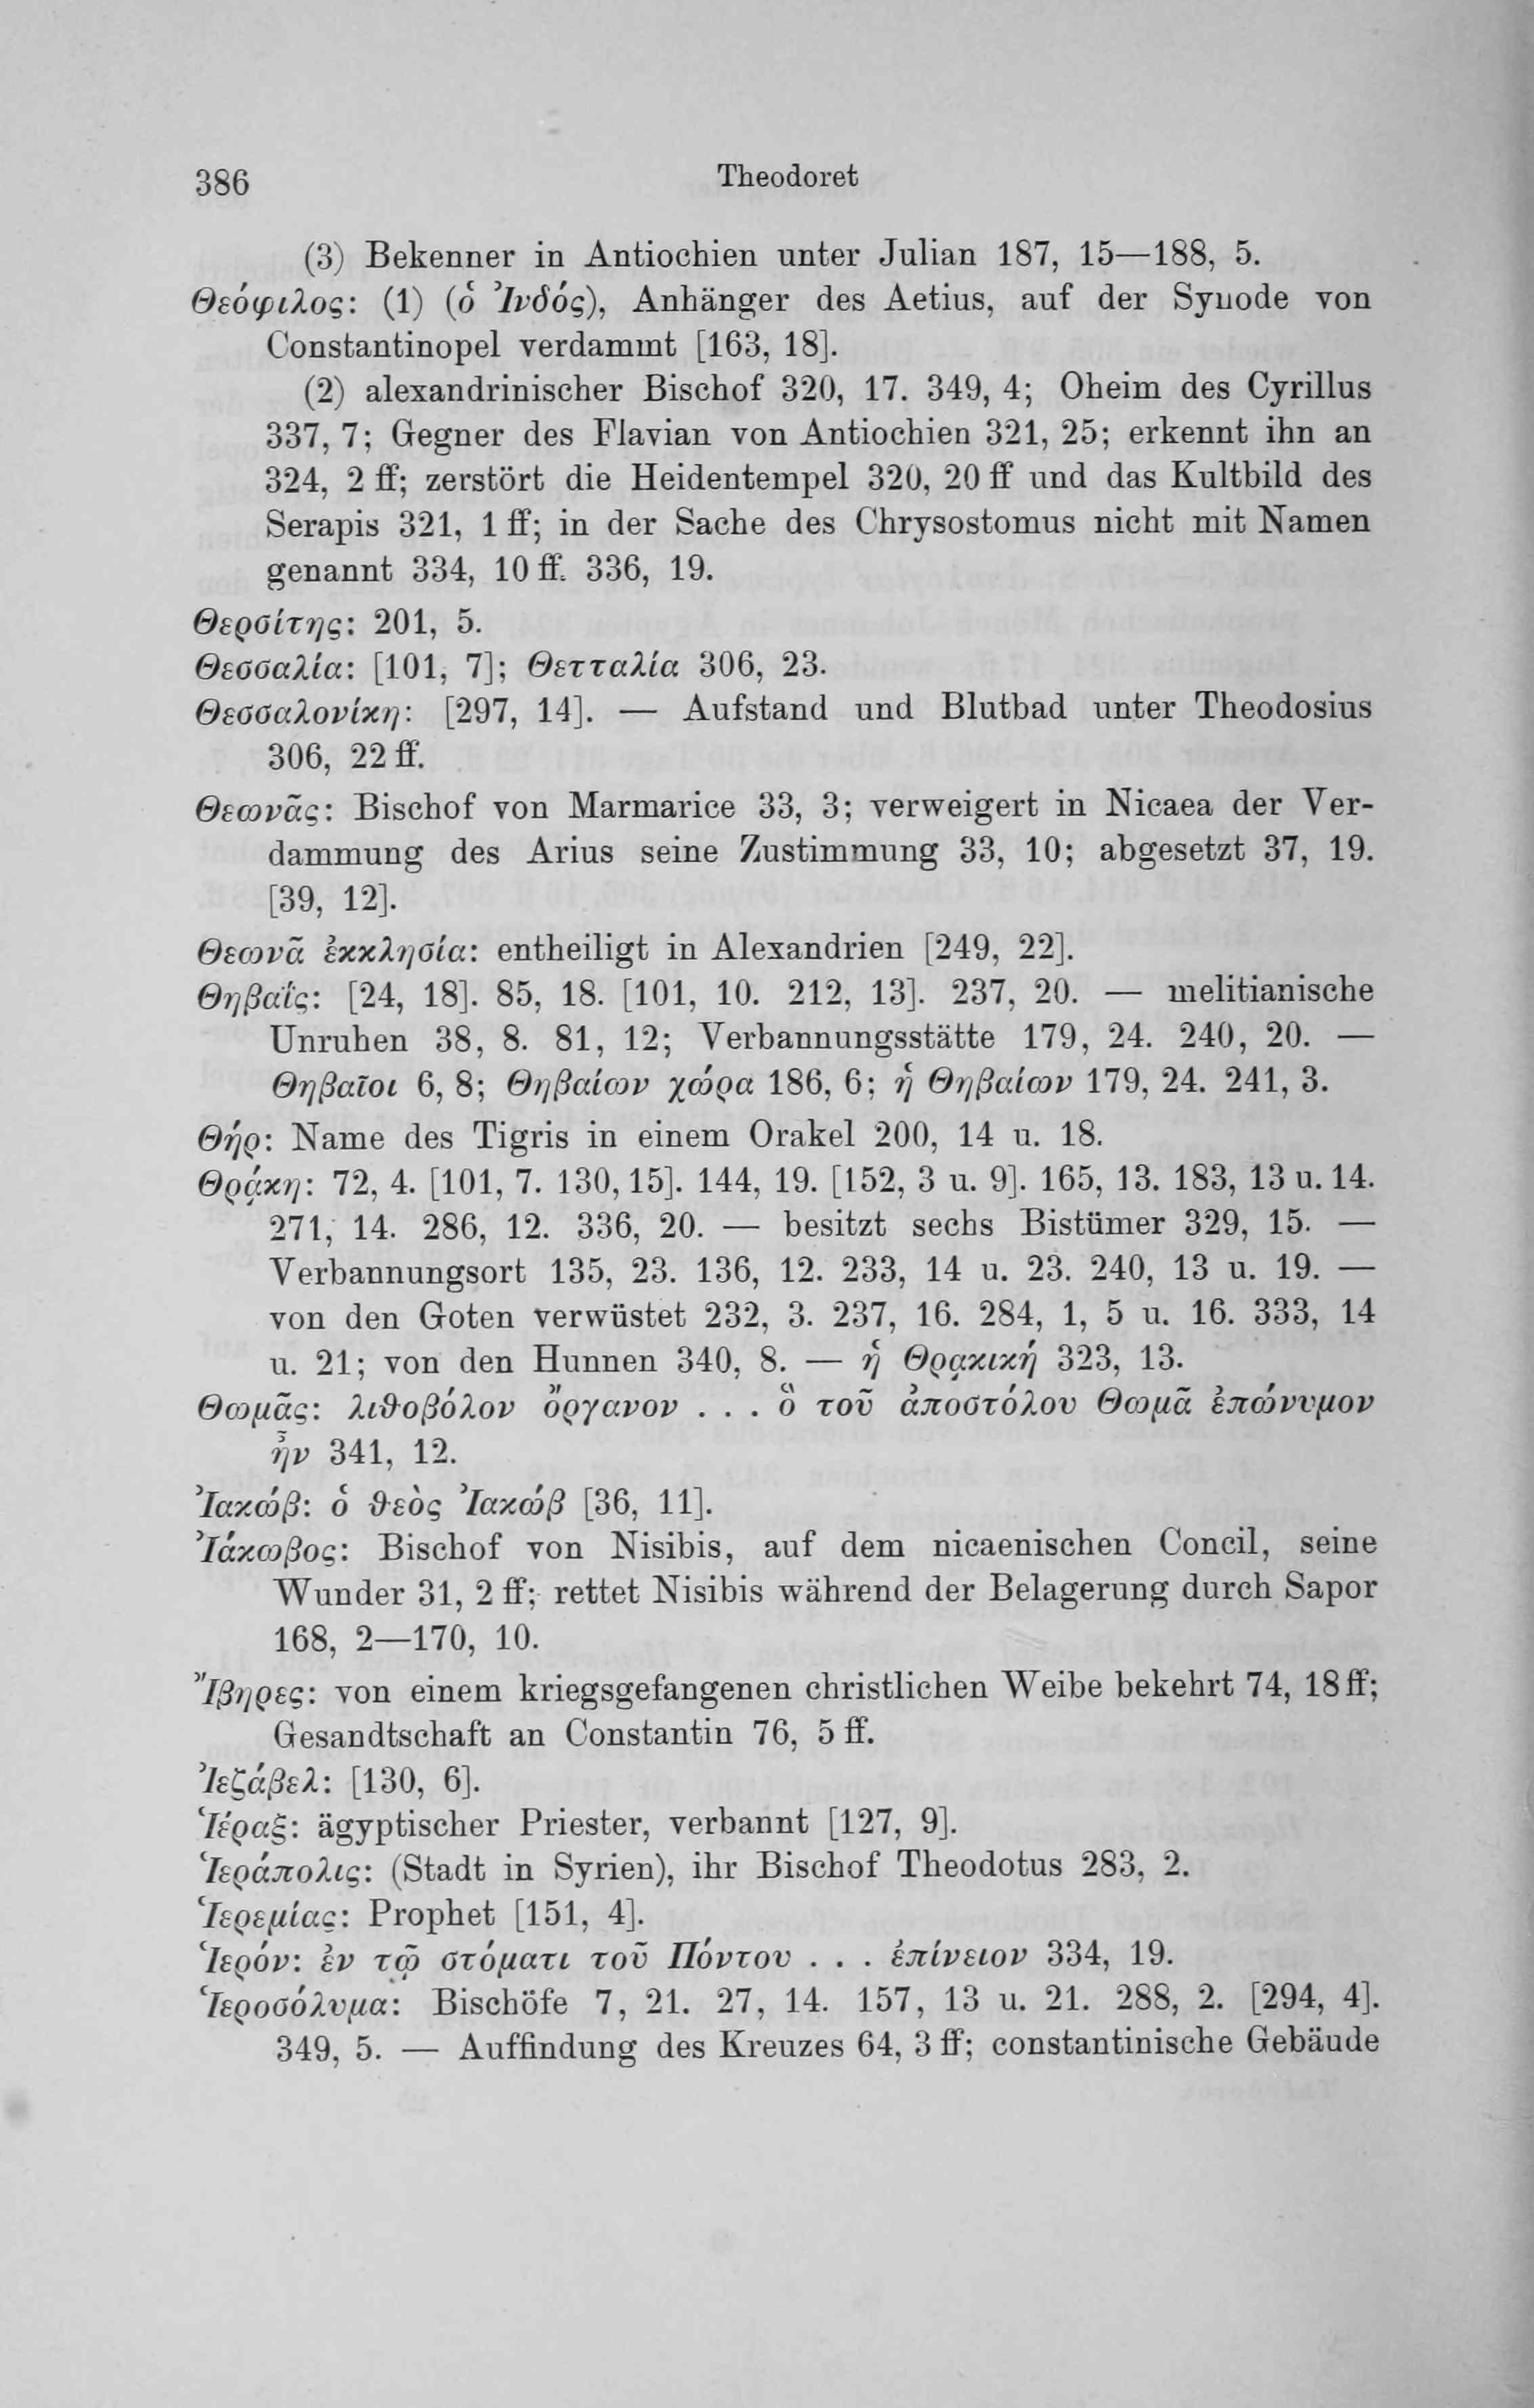 386
Theodoret
(3) Bekenner in Antiochien unter Julian 187, 15—188, 5.
Θεόφιλος: (1) (ὁ Ἰνδός), Anhänger des Aetius, auf der Synode von
Constantinopel verdammt [163, 18].
(2) alexandrinischer Bischof 320, 17. 349, 4; Oheim des Cyrillus
337, 7; Gegner des Flavian von Antiochien 321, 25; erkennt ihn an
324, 2 ff; zerstört die Heidentempel 320, 20 ff und das Kultbild des
Serapis 321, 1 ff; in der Sache des Chrysostomus nicht mit Namen
genannt 334, 10 ff. 336, 19.
Θερσίτης: 201, 5.
Θεσσαλία: [101, 7]; Θετταλία 306, 23.
Θεσσαλονίκη: [297, 14]. — Aufstand und Blutbad unter Theodosius
306, 22 ff.
Θεωνᾶς: Bischof von Marmarice 33, 3; verweigert in Nicaea der Ver-
dammung des Arius seine Zustimmung 33, 10; abgesetzt 37, 19.
[39, 12].
Θεωνᾶ ἐκκλησία: entheiligt in Alexandrien [249, 22].
Θηβαΐς: [24, 18]. 85, 18. [101, 10. 212, 13]. 237, 20. — melitianische
Unruhen 38, 8. 81, 12; Verbannungsstätte 179, 24. 240, 20. —
Θηβαῖοι 6, 8; Θηβαίων χώρα 186, 6; ἡ Θηβαίων 179, 24. 241, 3.
Θήρ: Name des Tigris in einem Orakel 200, 14 u. 18.
Θρᾴκη: 72, 4. [101, 7. 130, 15]. 144, 19. [152, 3 u. 9]. 165, 13. 183, 13 u. 14.
271, 14. 286, 12. 336, 20. — besitzt sechs Bistümer 329, 15. —
Verbannungsort 135, 23. 136, 12. 233, 14 u. 23. 240, 13 u. 19. —
von den Goten verwüstet 232, 3. 237, 16. 284, 1, 5 u. 16. 333, 14
u. 21; von den Hunnen 340, 8. — ἡ Θρᾳκική 323, 13.
Θωμᾶς: λιθοβόλον ὄργανον . . . ὃ τοῦ ἀποστόλου Θωμᾶ ἐπώνυμον
ἦν 341, 12.
Ἰακώβ: ὁ θεὸς Ἰακώβ [36, 11].
Ἰάκωβος: Bischof von Nisibis, auf dem nicaenischen Concil, seine
Wunder 31, 2 ff; rettet Nisibis während der Belagerung durch Sapor
168, 2—170, 10.
Ἴβηρες: von einem kriegsgefangenen christlichen Weibe bekehrt 74, 18 ff;
Gesandtschaft an Constantin 76, 5 ff.
Ἰεζάβελ: [130, 6].
Ἱέραξ: ägyptischer Priester, verbannt [127, 9].
Ἱεράπολις: (Stadt in Syrien), ihr Bischof Theodotus 283, 2.
Ἱερεμίας: Prophet [151, 4].
Ἱερόν: ἐν τῷ στόματι τοῦ Πόντου . . . ἐπίνειον 334, 19.
Ἱεροσόλυμα: Bischöfe 7, 21. 27, 14. 157, 13 u. 21. 288, 2. [294, 4].
349, 5. — Auffindung des Kreuzes 64, 3 ff; constantinische Gebäude